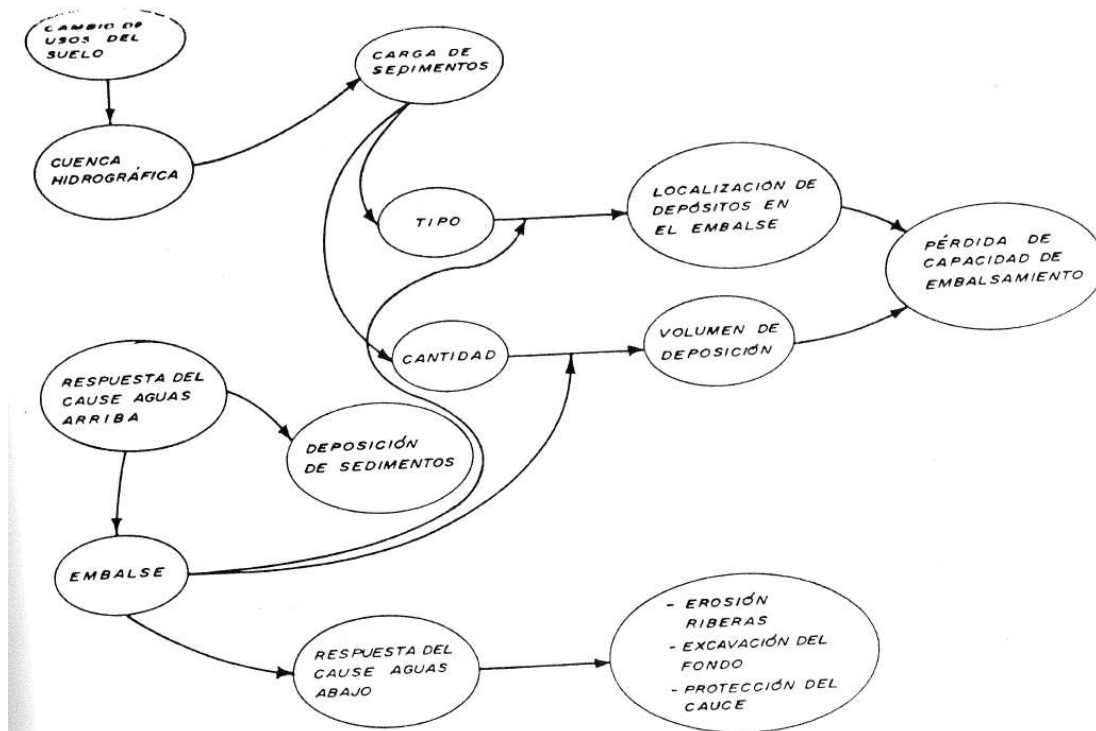 CAMBIO DE
USOS DEL
SUELO
CARGA DE
SEDIMENTOS
CUENCA
HIDROGRÁFICA
TIPO
LOCALIZACIÓN DE
DEPÓSITOS EN
EL EMBALSE
PÉRDIDA DE
CAPACIDAD DE
EMBALSAMIENTO
CANTIDAD
VOLUMEN DE
DEPOSICIÓN
RESPUESTA DEL
CAUSE AGUAS
ARRIBA
DEPOSICIÓN
DE SEDIMENTOS
EMBALSE
RESPUESTA DEL
CAUSE AGUAS
ABAJO
- EROSIÓN
RIBERAS
- EXCAVACIÓN DEL
FONDO
- PROTECCIÓN DEL
CAUCE